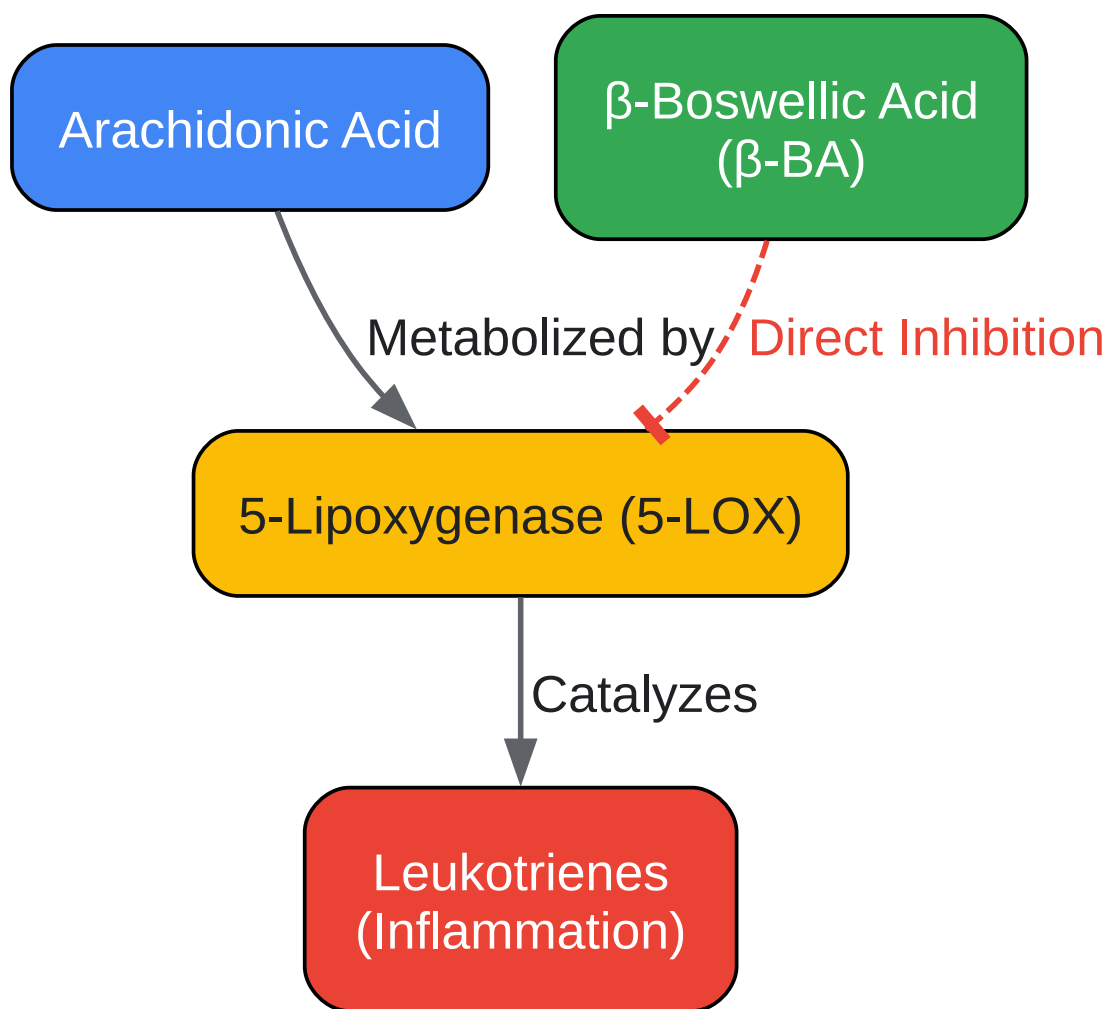 Arachidonic Acid
β-Boswellic Acid
(β-BA)
Metabolized by
Direct Inhibition
5-Lipoxygenase (5-LOX)
Catalyzes
Leukotrienes
(Inflammation)